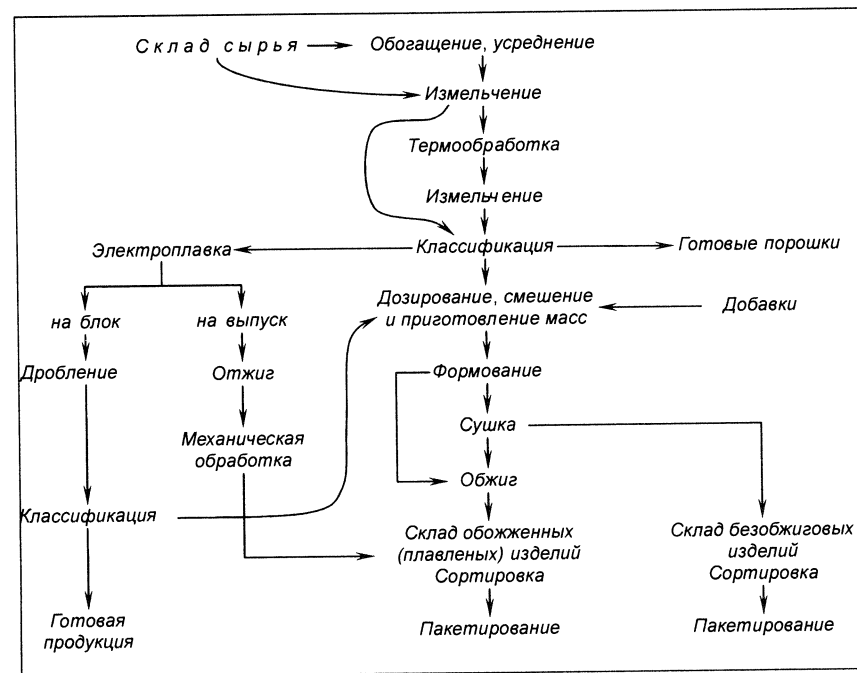 Склад сырья
Обогащение, усреднение
Измельчение
Термообработка
Измельчение
Электроплавка
Классификация
Готовые порошки
на блок
на выпуск
Дозирование, смешение
и приготовление масс
Добавки
Дробление
Отжиг
Формование
Механическая
обработка
Сушка
Обжиг
Классификация
Склад обожженных
(плавленых) изделий
Сортировка
Склад безобжиговых
изделий
Сортировка
Готовая
продукция
Пакетирование
Пакетирование